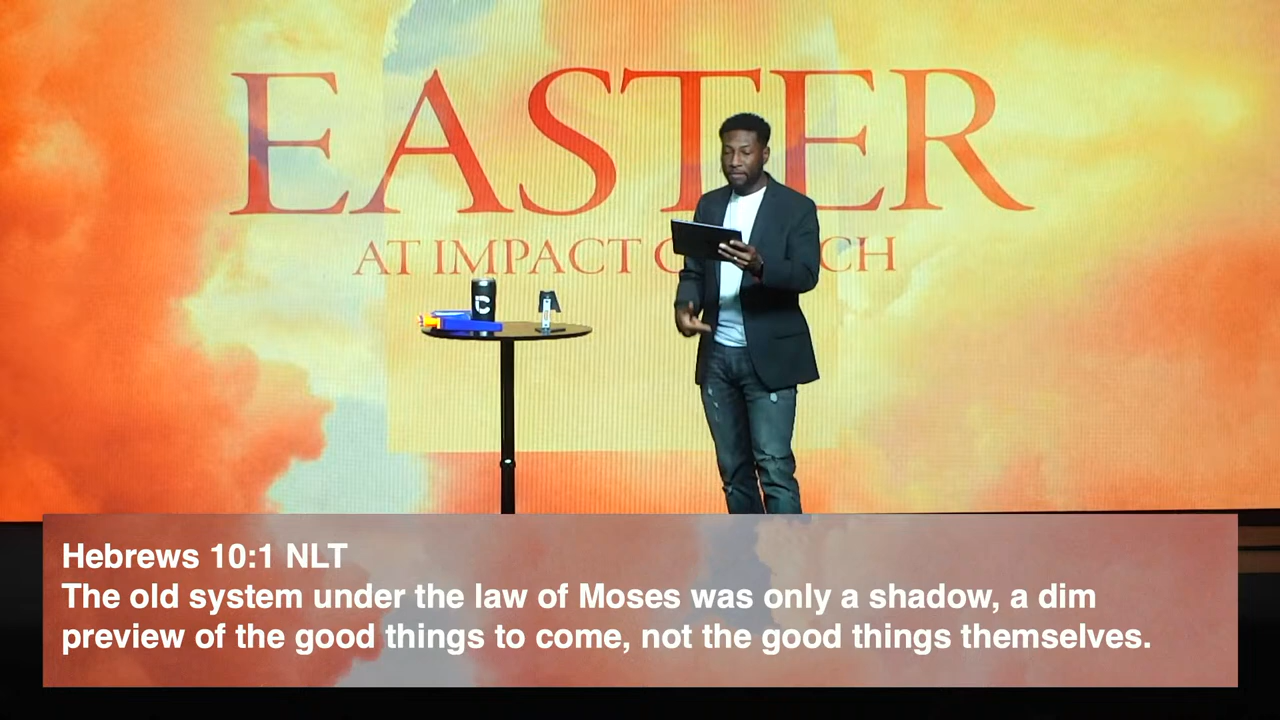 EASTER
AT IMPACT C CH
Hebrews 10:1 NLT
The old system under the law of Moses was only a shadow, a dim
preview of the good things to come, not the good things themselves.